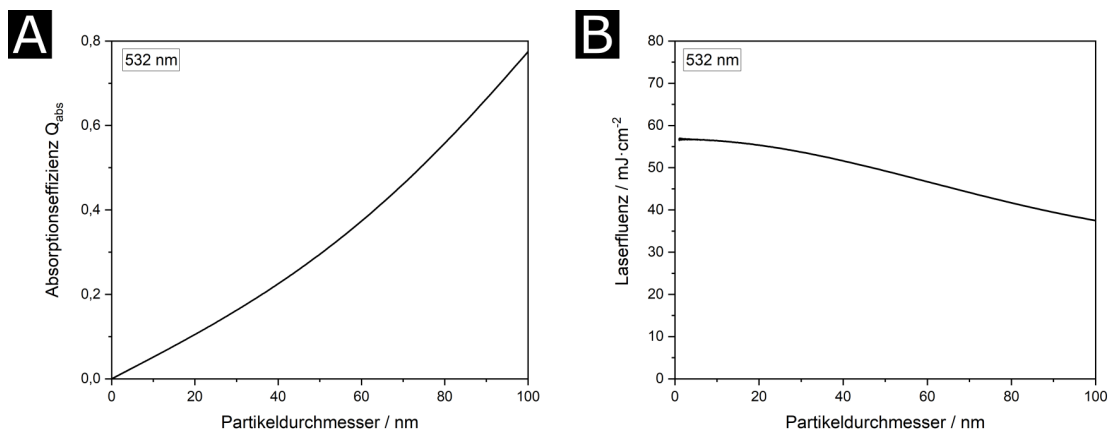 A
532 nm
Absorptionseffizienz Q_abs
0,8
0,6
0,4
0,2
0,0
0 20 40 60 80 100
Partikeldurchmesser / nm
B
532 nm
Laserfluenz / mJ·cm⁻²
80
70
60
50
40
30
20
10
0
0 20 40 60 80 100
Partikeldurchmesser / nm